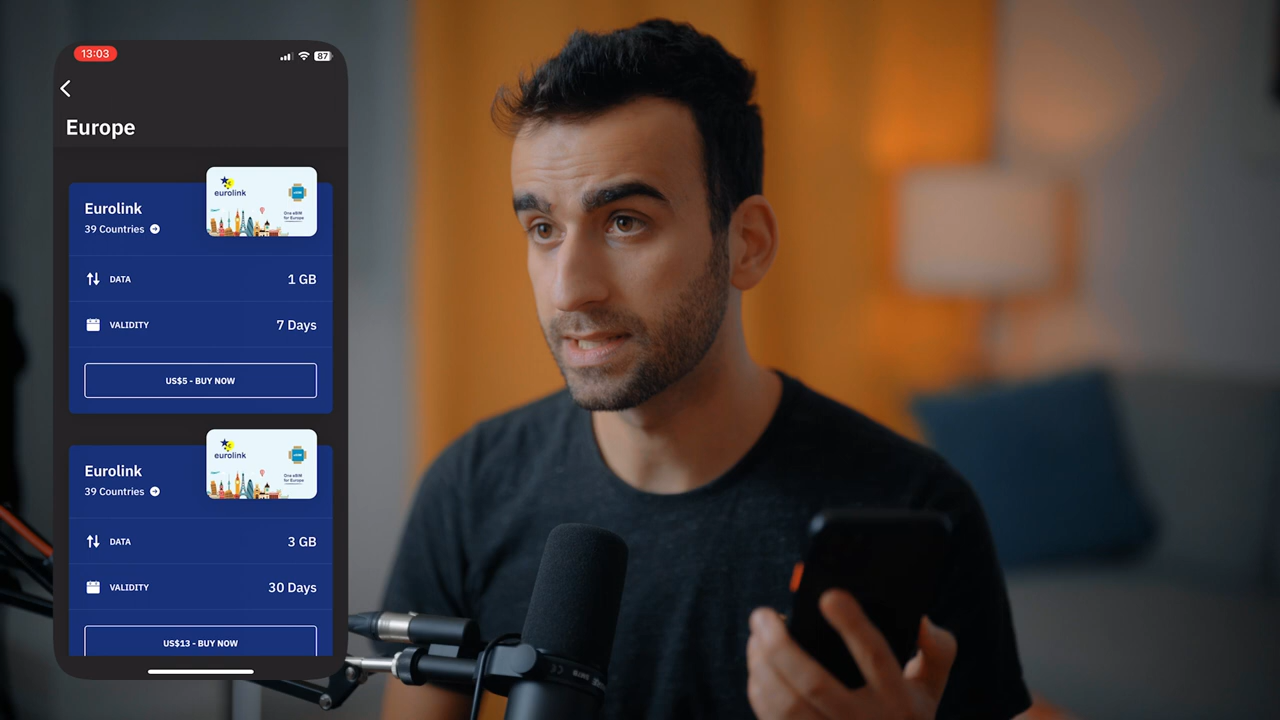 13:03
87
Europe
Eurolink
39 Countries
eurolink
One eSIM
for Europe
DATA
1 GB
VALIDITY
7 Days
US$5 - BUY NOW
Eurolink
39 Countries
eurolink
One eSIM
for Europe
DATA
3 GB
VALIDITY
30 Days
US$13 - BUY NOW